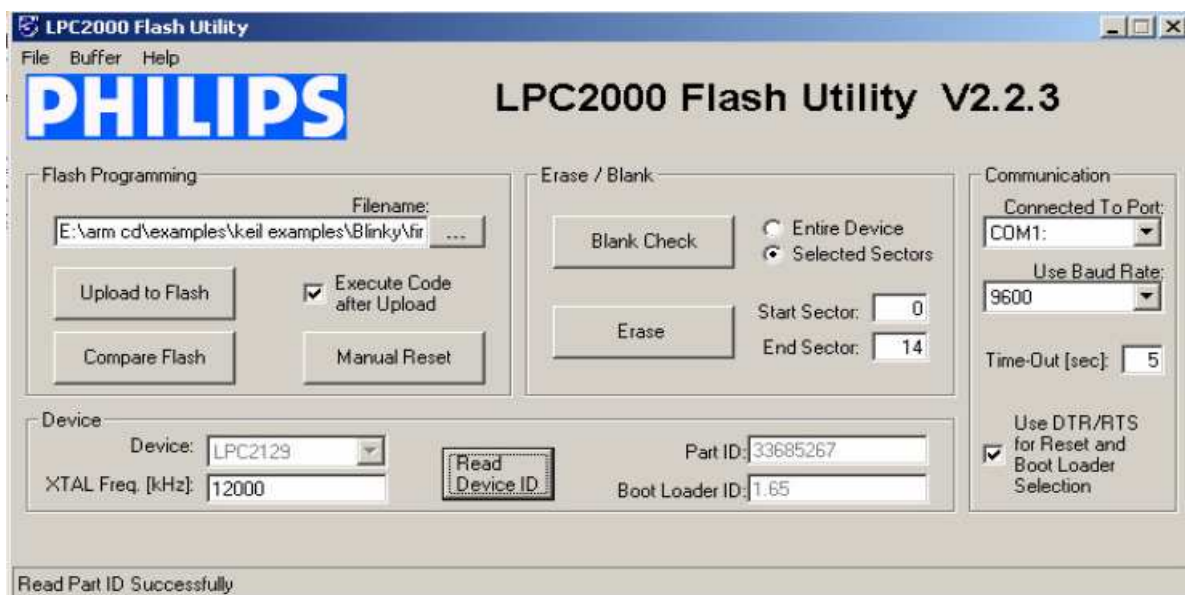 LPC2000 Flash Utility
File Buffer Help
PHILIPS
LPC2000 Flash Utility V2.2.3
Flash Programming
Filename:
E:\arm cd\examples\keil examples\Blinky\fir
...
Upload to Flash
Execute Code
after Upload
Compare Flash
Manual Reset
Erase / Blank
Blank Check
Entire Device
Selected Sectors
Erase
Start Sector: 0
End Sector: 14
Communication
Connected To Port:
COM1:
Use Baud Rate:
9600
Time-Out [sec]: 5
Use DTR/RTS
for Reset and
Boot Loader
Selection
Device
Device: LPC2129
XTAL Freq. [kHz]: 12000
Read
Device ID
Part ID: 33685267
Boot Loader ID: 1.65
Read Part ID Successfully